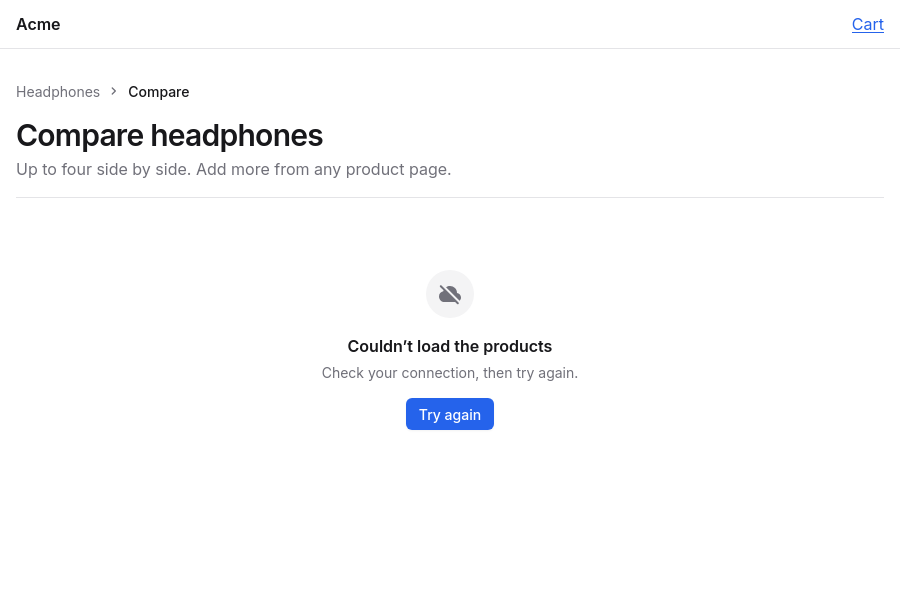 Acme
Cart
Headphones
Compare
Compare headphones
Up to four side by side. Add more from any product page.
Couldn’t load the products
Check your connection, then try again.
Try again